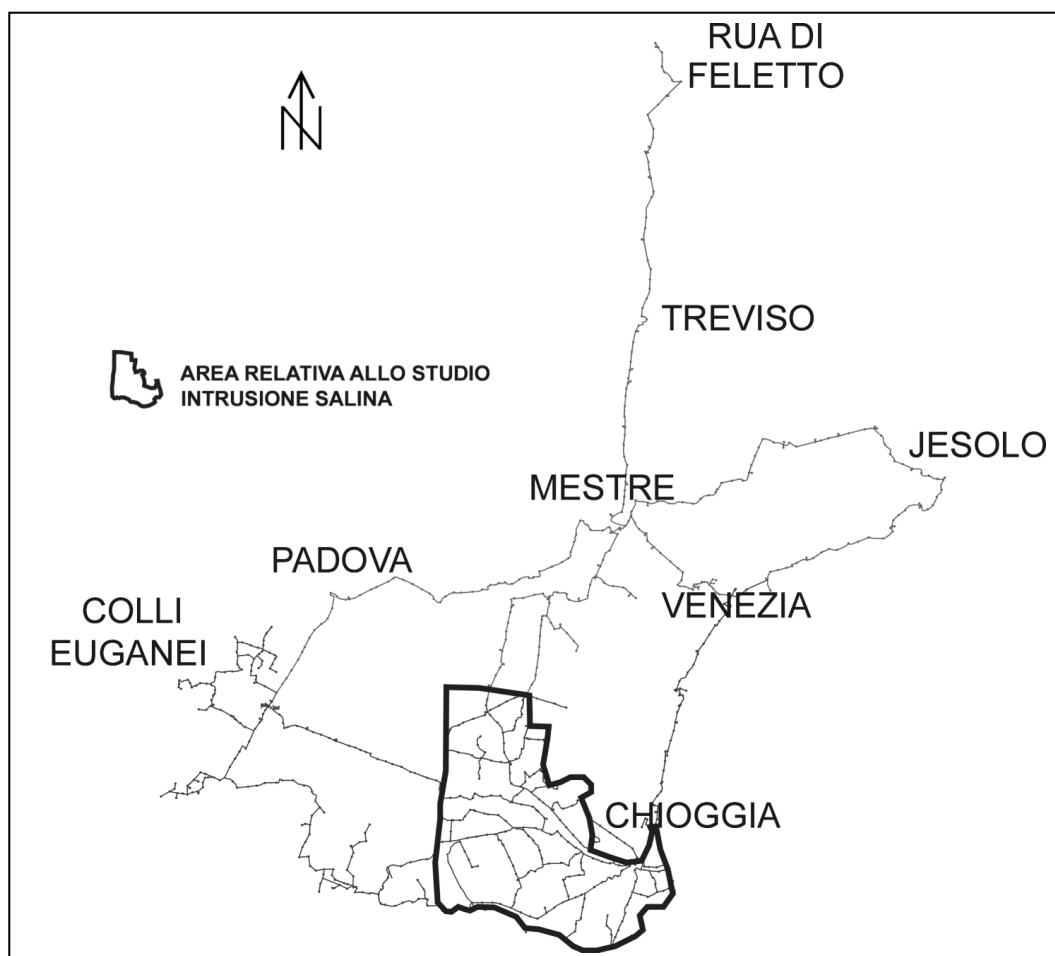 RUA DI
FELETTO
N
TREVISO
AREA RELATIVA ALLO STUDIO
INTRUSIONE SALINA
JESOLO
MESTRE
PADOVA
VENEZIA
COLLI
EUGANEI
CHIOGGIA